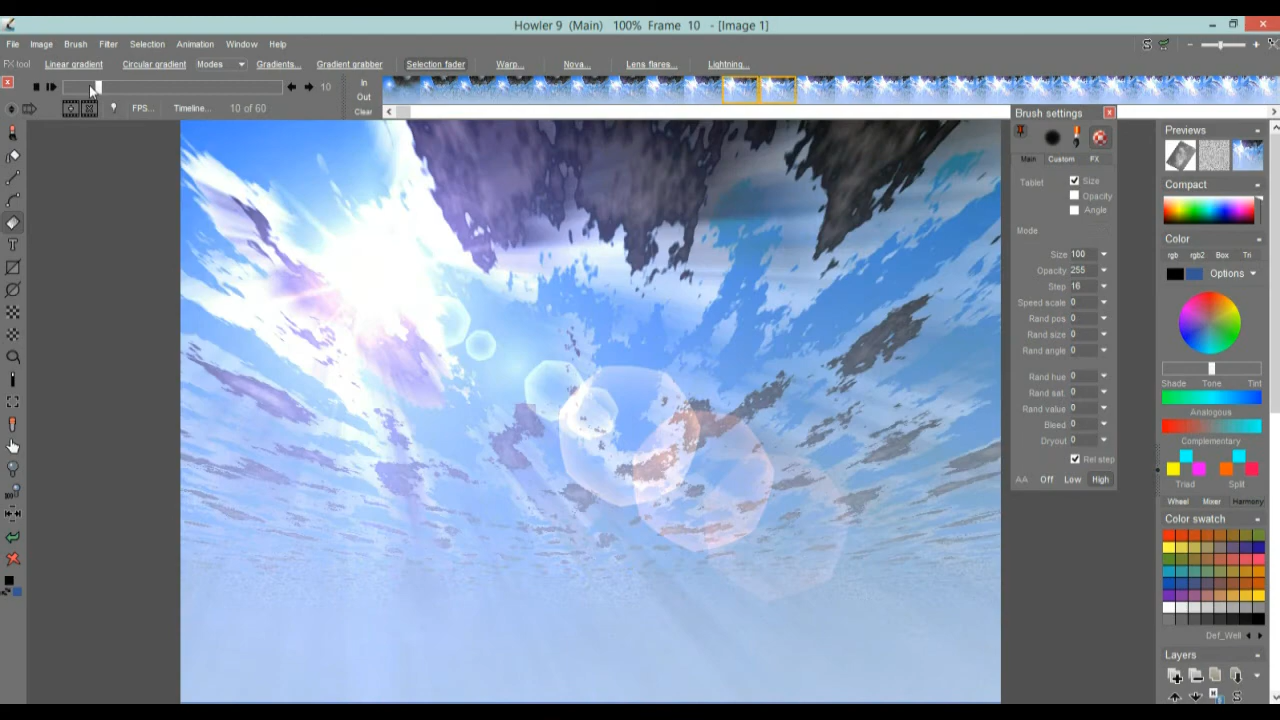 Howler 9 (Main) 100% Frame 10 - [Image 1]
File Image Brush Filter Selection Animation Window Help
FX tool Linear gradient Circular gradient Modes Gradients... Gradient grabber Selection fader Warp... Nova... Lens flares... Lightning...
10
In
Out
Clear
FPS... Timeline... 10 of 60
Brush settings
Main Custom FX
Tablet Size
Opacity
Angle
Mode
Size 100
Opacity 255
Step 16
Speed scale 0
Rand pos 0
Rand size 0
Rand angle 0
Rand hue 0
Rand sat. 0
Rand value 0
Bleed 0
Dryout 0
Rel step
AA Off Low High
Previews
Compact
Color
rgb rgb2 Box Tri
Options
Shade Tone Tint
Analogous
Complementary
Triad Split
Wheel Mixer Harmony
Color swatch
Def_Well
Layers